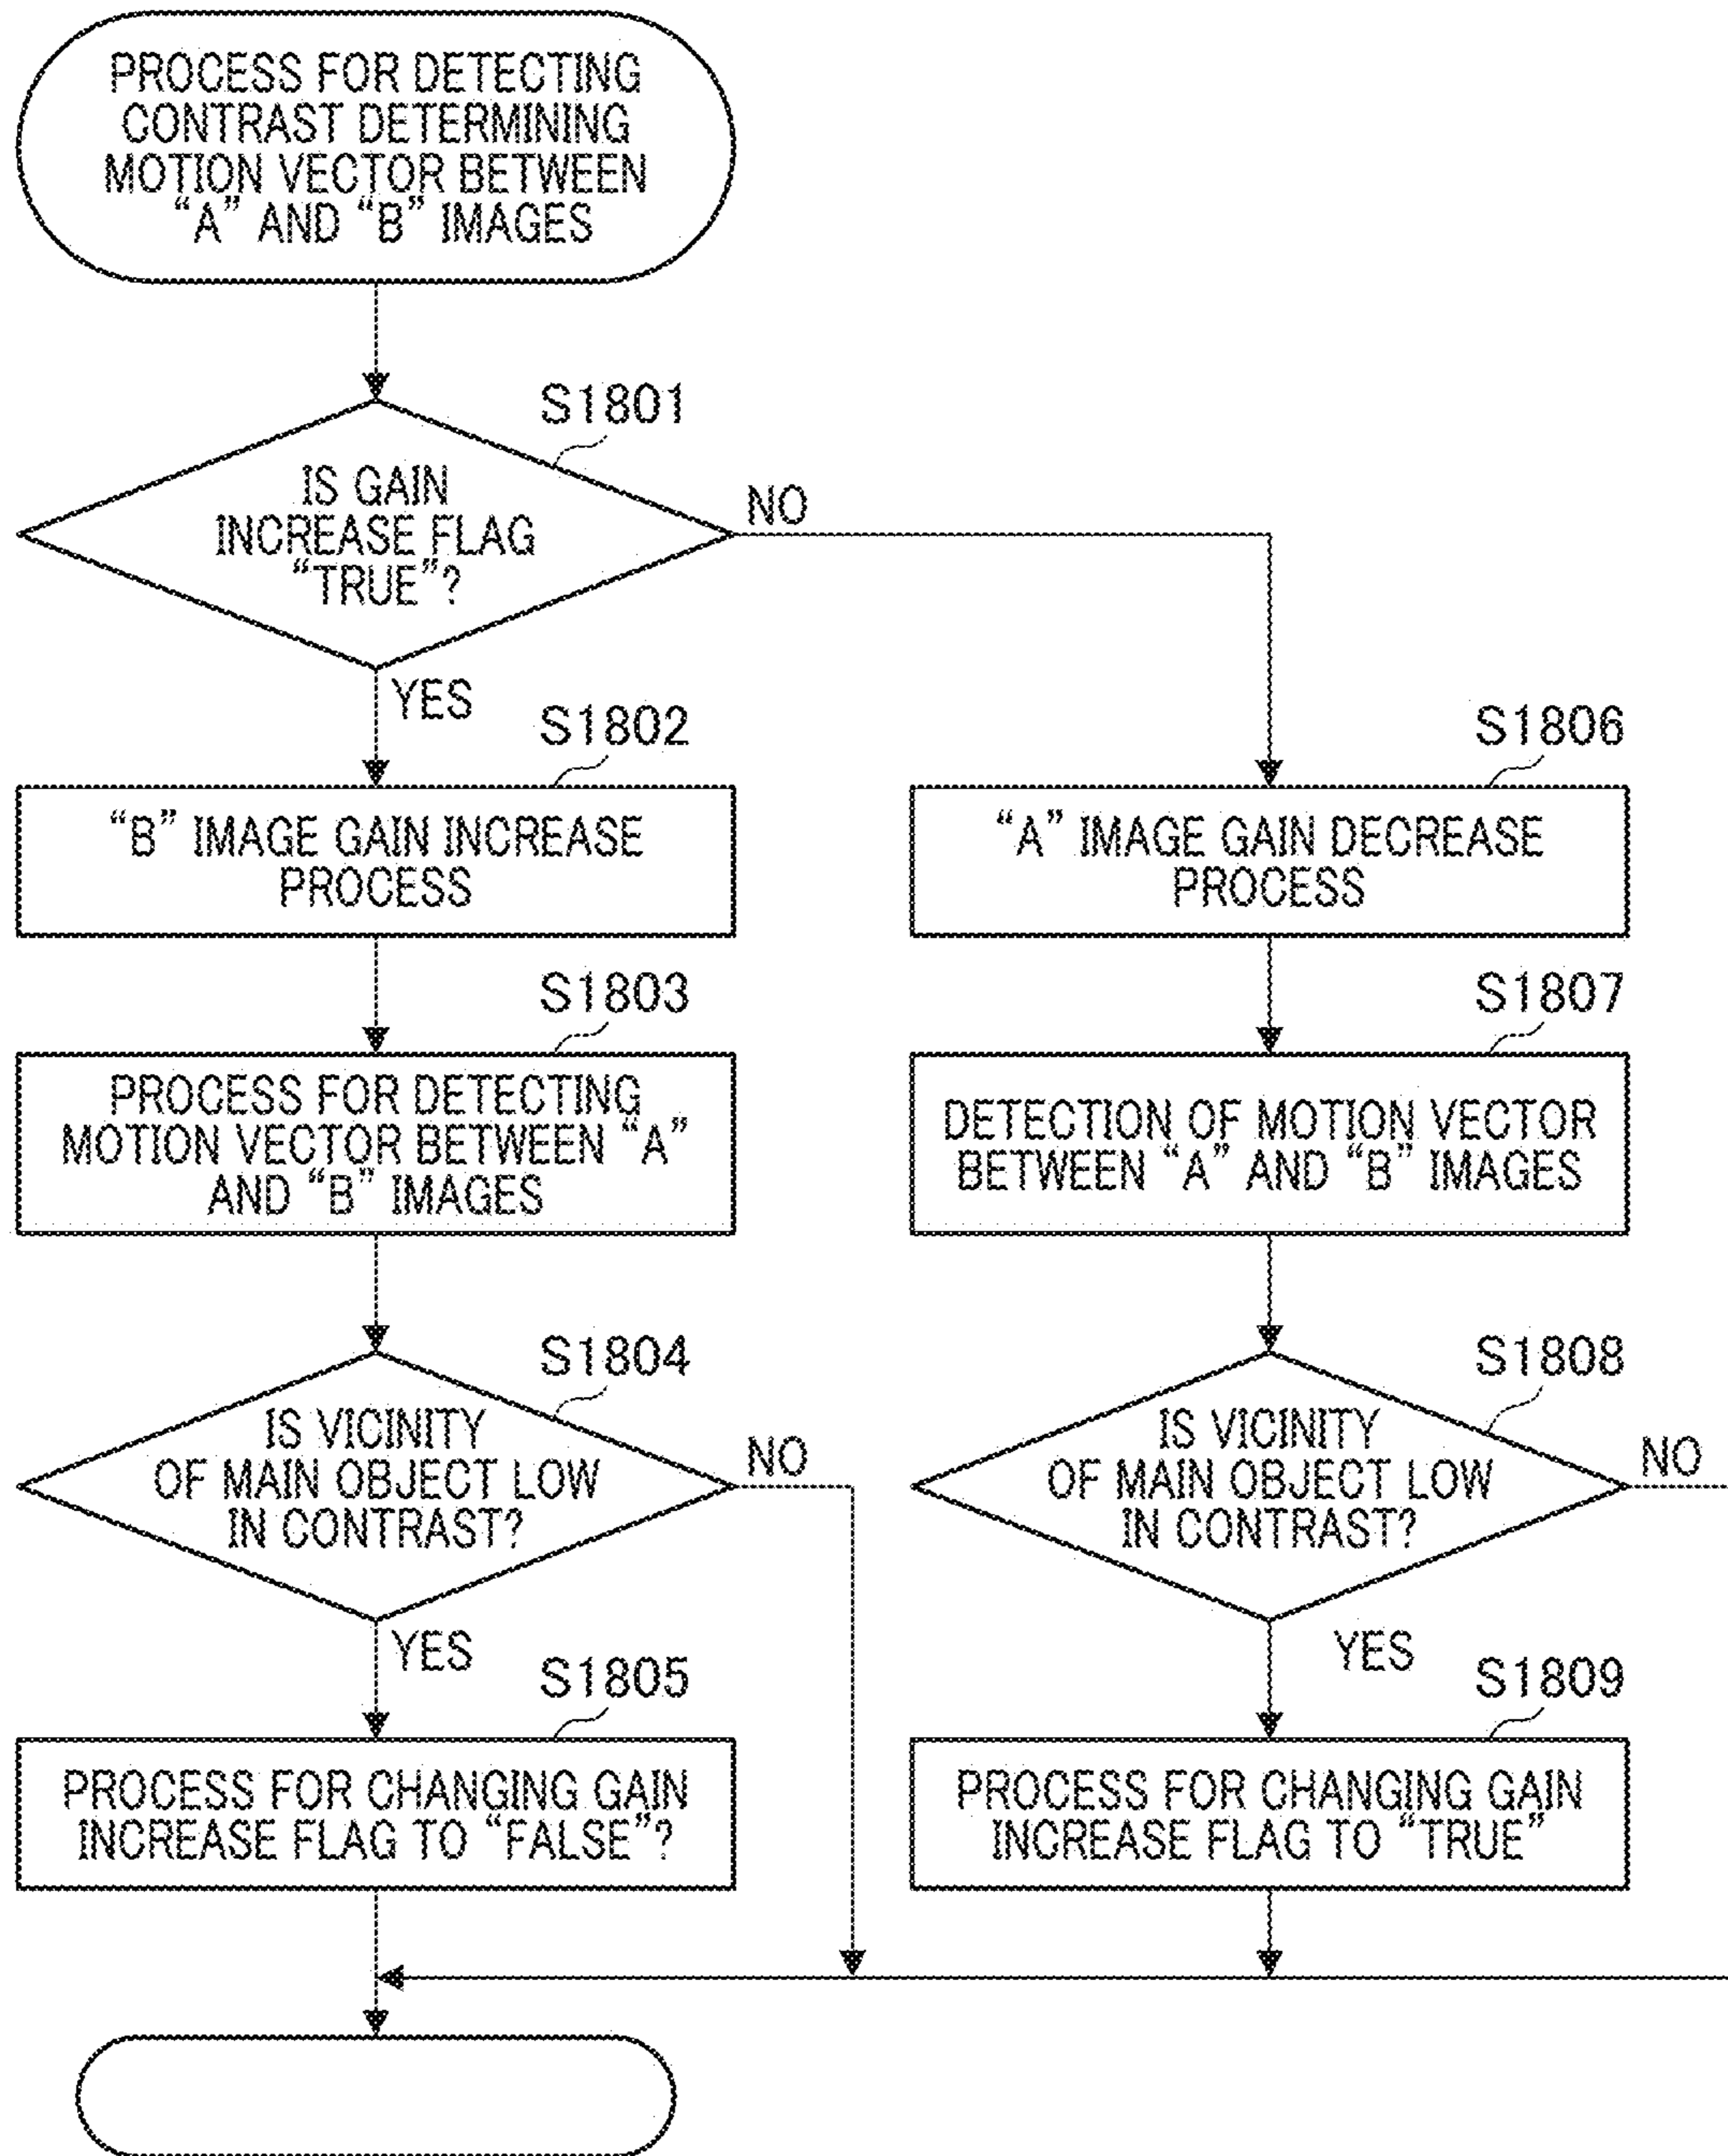 PROCESS FOR DETECTING
CONTRAST DETERMINING
MOTION VECTOR BETWEEN
“A” AND “B” IMAGES
S1801
IS GAIN
INCREASE FLAG
“TRUE”?
NO
YES
S1802
“B” IMAGE GAIN INCREASE
PROCESS
S1803
PROCESS FOR DETECTING
MOTION VECTOR BETWEEN “A”
AND “B” IMAGES
S1804
IS VICINITY
OF MAIN OBJECT LOW
IN CONTRAST?
NO
YES
S1805
PROCESS FOR CHANGING GAIN
INCREASE FLAG TO “FALSE”?
S1806
“A” IMAGE GAIN DECREASE
PROCESS
S1807
DETECTION OF MOTION VECTOR
BETWEEN “A” AND “B” IMAGES
S1808
IS VICINITY
OF MAIN OBJECT LOW
IN CONTRAST?
NO
YES
S1809
PROCESS FOR CHANGING GAIN
INCREASE FLAG TO “TRUE”